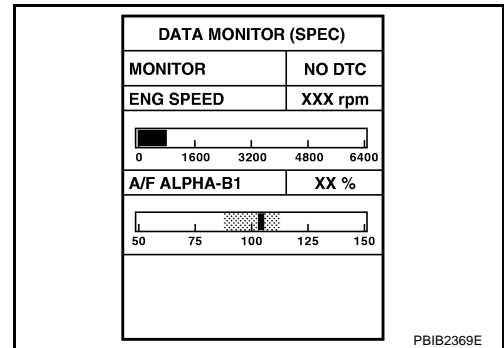 DATA MONITOR (SPEC)
MONITOR NO DTC
ENG SPEED XXX rpm
0 1600 3200 4800 6400
A/F ALPHA-B1 XX %
50 75 100 125 150
PBIB2369E